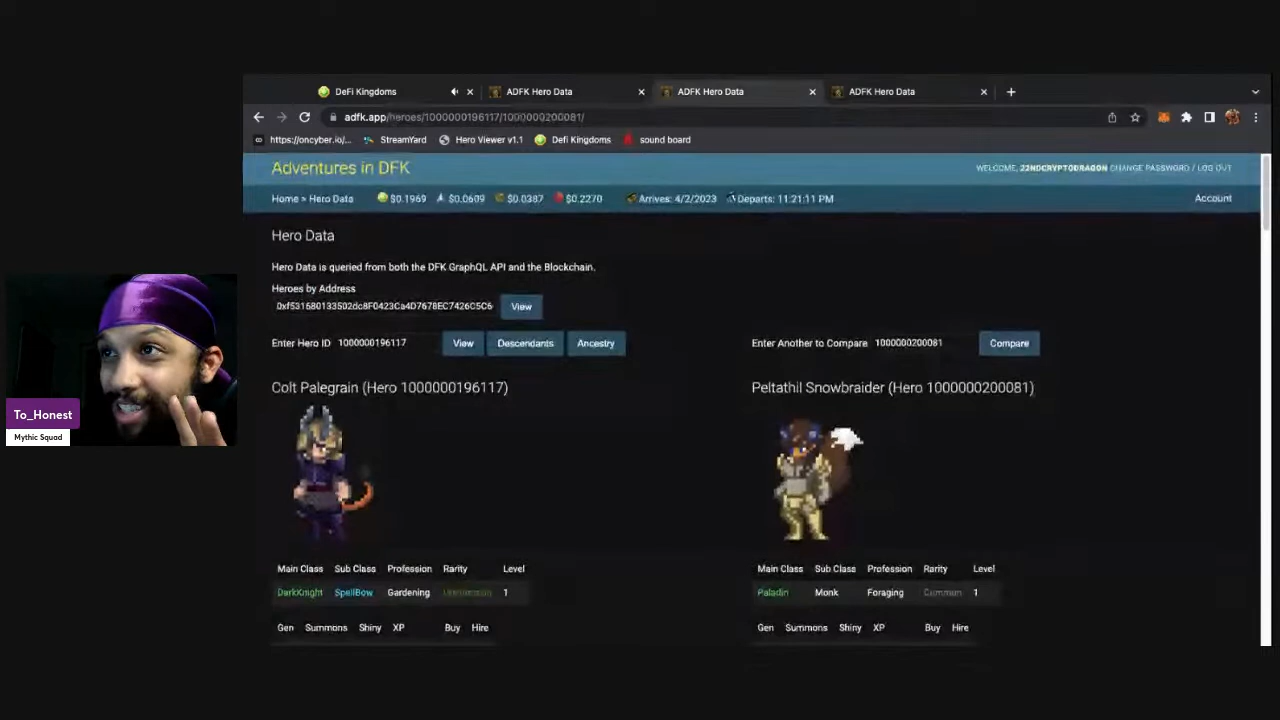 DeFi Kingdoms
ADFK Hero Data
ADFK Hero Data
ADFK Hero Data
adfk.app/heroes/1000000196117/1000000200081/
https://oncyber.io/...
StreamYard
Hero Viewer v1.1
Defi Kingdoms
sound board
Adventures in DFK
WELCOME, 22NDCRYPTODRAGON CHANGE PASSWORD / LOG OUT
Home » Hero Data
$0.1969
$0.0609
$0.0387
$0.2270
Arrives: 4/2/2023
Departs: 11:21:11 PM
Account
Hero Data
Hero Data is queried from both the DFK GraphQL API and the Blockchain.
Heroes by Address
View
Enter Hero ID 1000000196117 View Descendants Ancestry
Enter Another to Compare 1000000200081 Compare
Colt Palegrain (Hero 1000000196117)
Peltathil Snowbraider (Hero 1000000200081)
To_Honest
Mythic Squad
Main Class Sub Class Profession Rarity Level
DarkKnight SpellBow Gardening Uncommon 1
Gen Summons Shiny XP Buy Hire
Main Class Sub Class Profession Rarity Level
Paladin Monk Foraging Common 1
Gen Summons Shiny XP Buy Hire